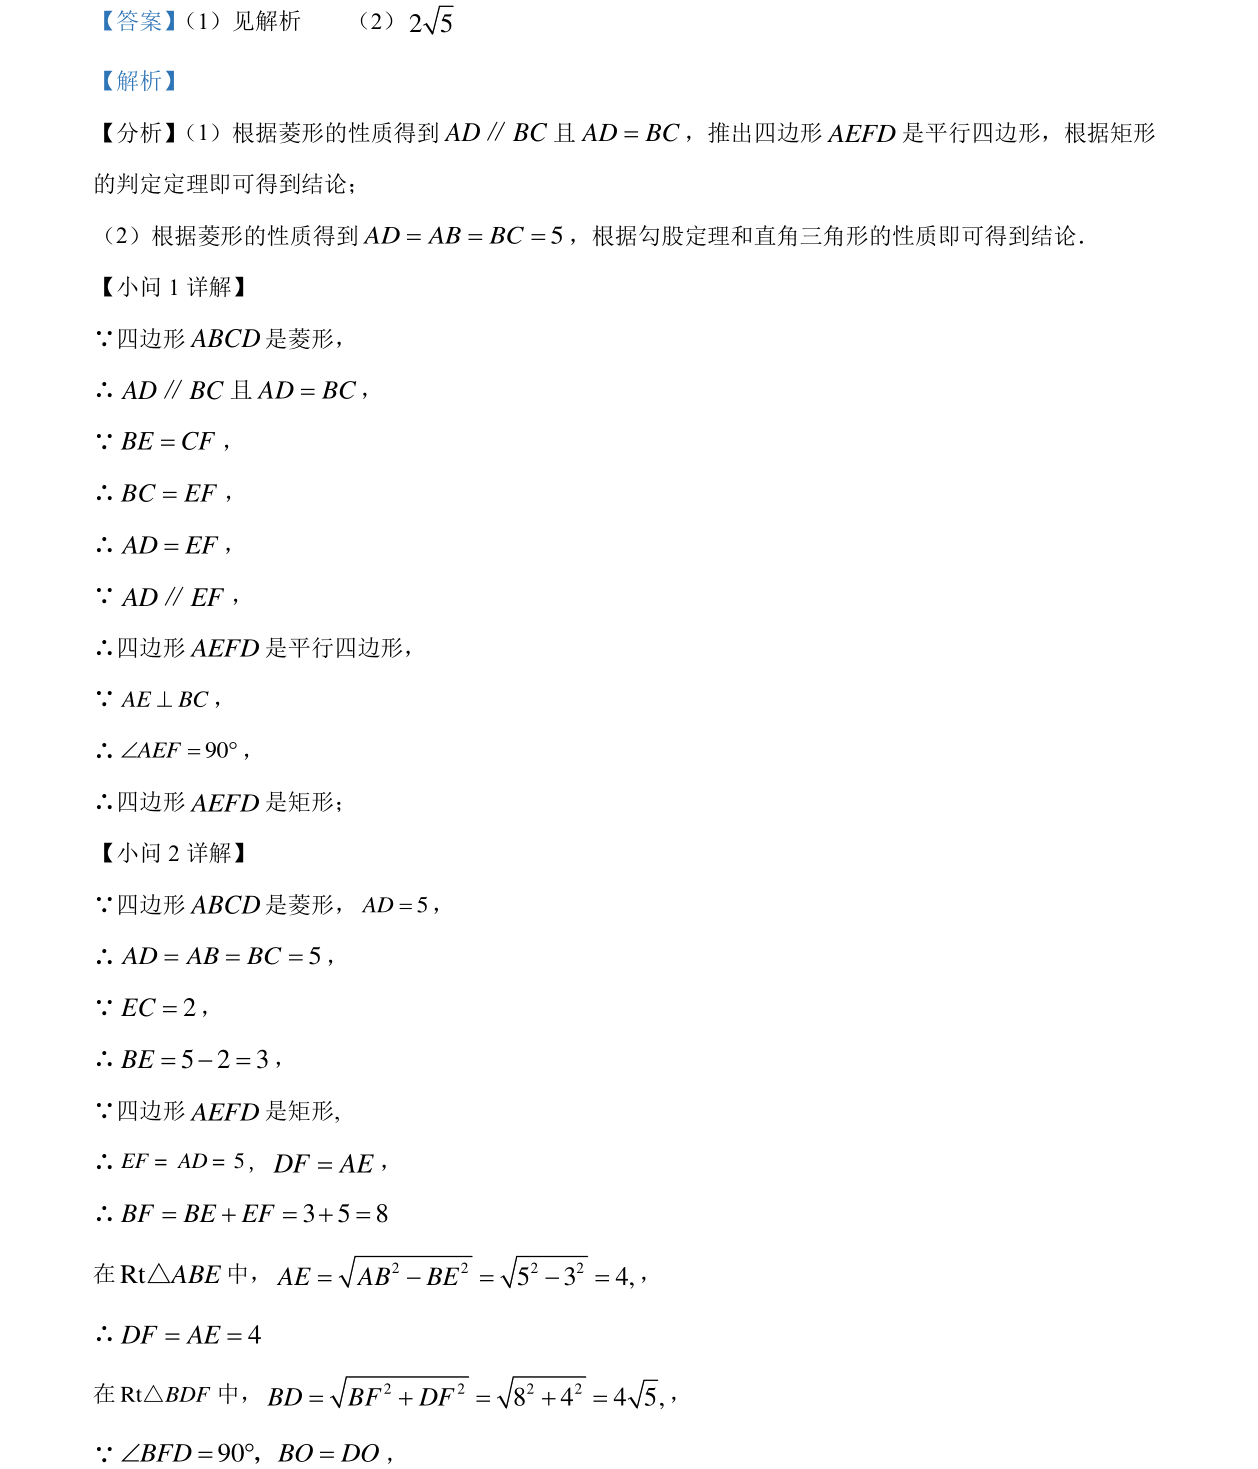 【答案】（1）见解析　　（2）2√5
【解析】
【分析】（1）根据菱形的性质得到 AD∥BC 且 AD = BC，推出四边形 AEFD 是平行四边形，根据矩形
的判定定理即可得到结论；
（2）根据菱形的性质得到 AD = AB = BC = 5，根据勾股定理和直角三角形的性质即可得到结论．
【小问 1 详解】
∵四边形 ABCD 是菱形，
∴ AD∥BC 且 AD = BC，
∵ BE = CF，
∴ BC = EF，
∴ AD = EF，
∵ AD∥EF，
∴四边形 AEFD 是平行四边形，
∵ AE⊥BC，
∴ ∠AEF = 90°，
∴四边形 AEFD 是矩形；
【小问 2 详解】
∵四边形 ABCD 是菱形， AD = 5，
∴ AD = AB = BC = 5，
∵ EC = 2，
∴ BE = 5 − 2 = 3，
∵四边形 AEFD 是矩形,
∴ EF = AD = 5, DF = AE，
∴ BF = BE + EF = 3 + 5 = 8
在 Rt△ABE 中， AE = √(AB² − BE²) = √(5² − 3²) = 4,，
∴ DF = AE = 4
在 Rt△BDF 中， BD = √(BF² + DF²) = √(8² + 4²) = 4√5,，
∵ ∠BFD = 90°，BO = DO，